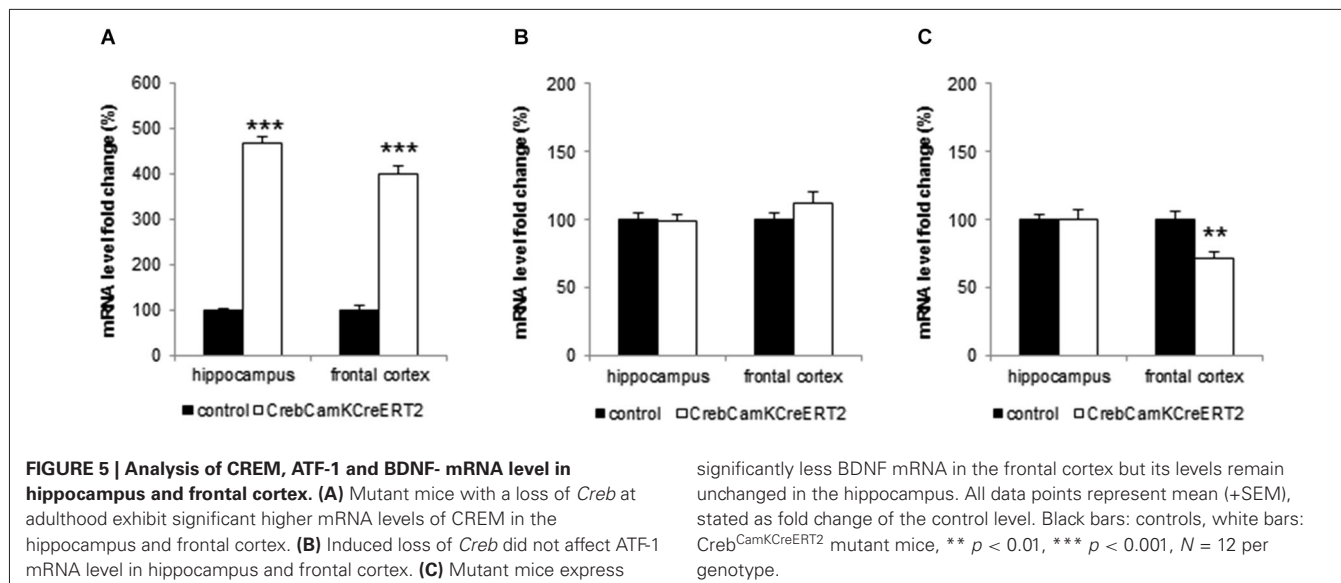 A
B
C
mRNA level fold change (%)
600
500
400
300
200
100
0
***
***
hippocampus
frontal cortex
control CrebCamKCreERT2
mRNA level fold change (%)
200
150
100
50
0
hippocampus
frontal cortex
control CrebCamKCreERT2
mRNA level fold change (%)
200
150
100
50
0
**
hippocampus
frontal cortex
control CrebCamKCreERT2
FIGURE 5 | Analysis of CREM, ATF-1 and BDNF- mRNA level in
hippocampus and frontal cortex. (A) Mutant mice with a loss of Creb at
adulthood exhibit significant higher mRNA levels of CREM in the
hippocampus and frontal cortex. (B) Induced loss of Creb did not affect ATF-1
mRNA level in hippocampus and frontal cortex. (C) Mutant mice express
significantly less BDNF mRNA in the frontal cortex but its levels remain
unchanged in the hippocampus. All data points represent mean (+SEM),
stated as fold change of the control level. Black bars: controls, white bars:
CrebCamKCreERT2 mutant mice, ** p < 0.01, *** p < 0.001, N = 12 per
genotype.